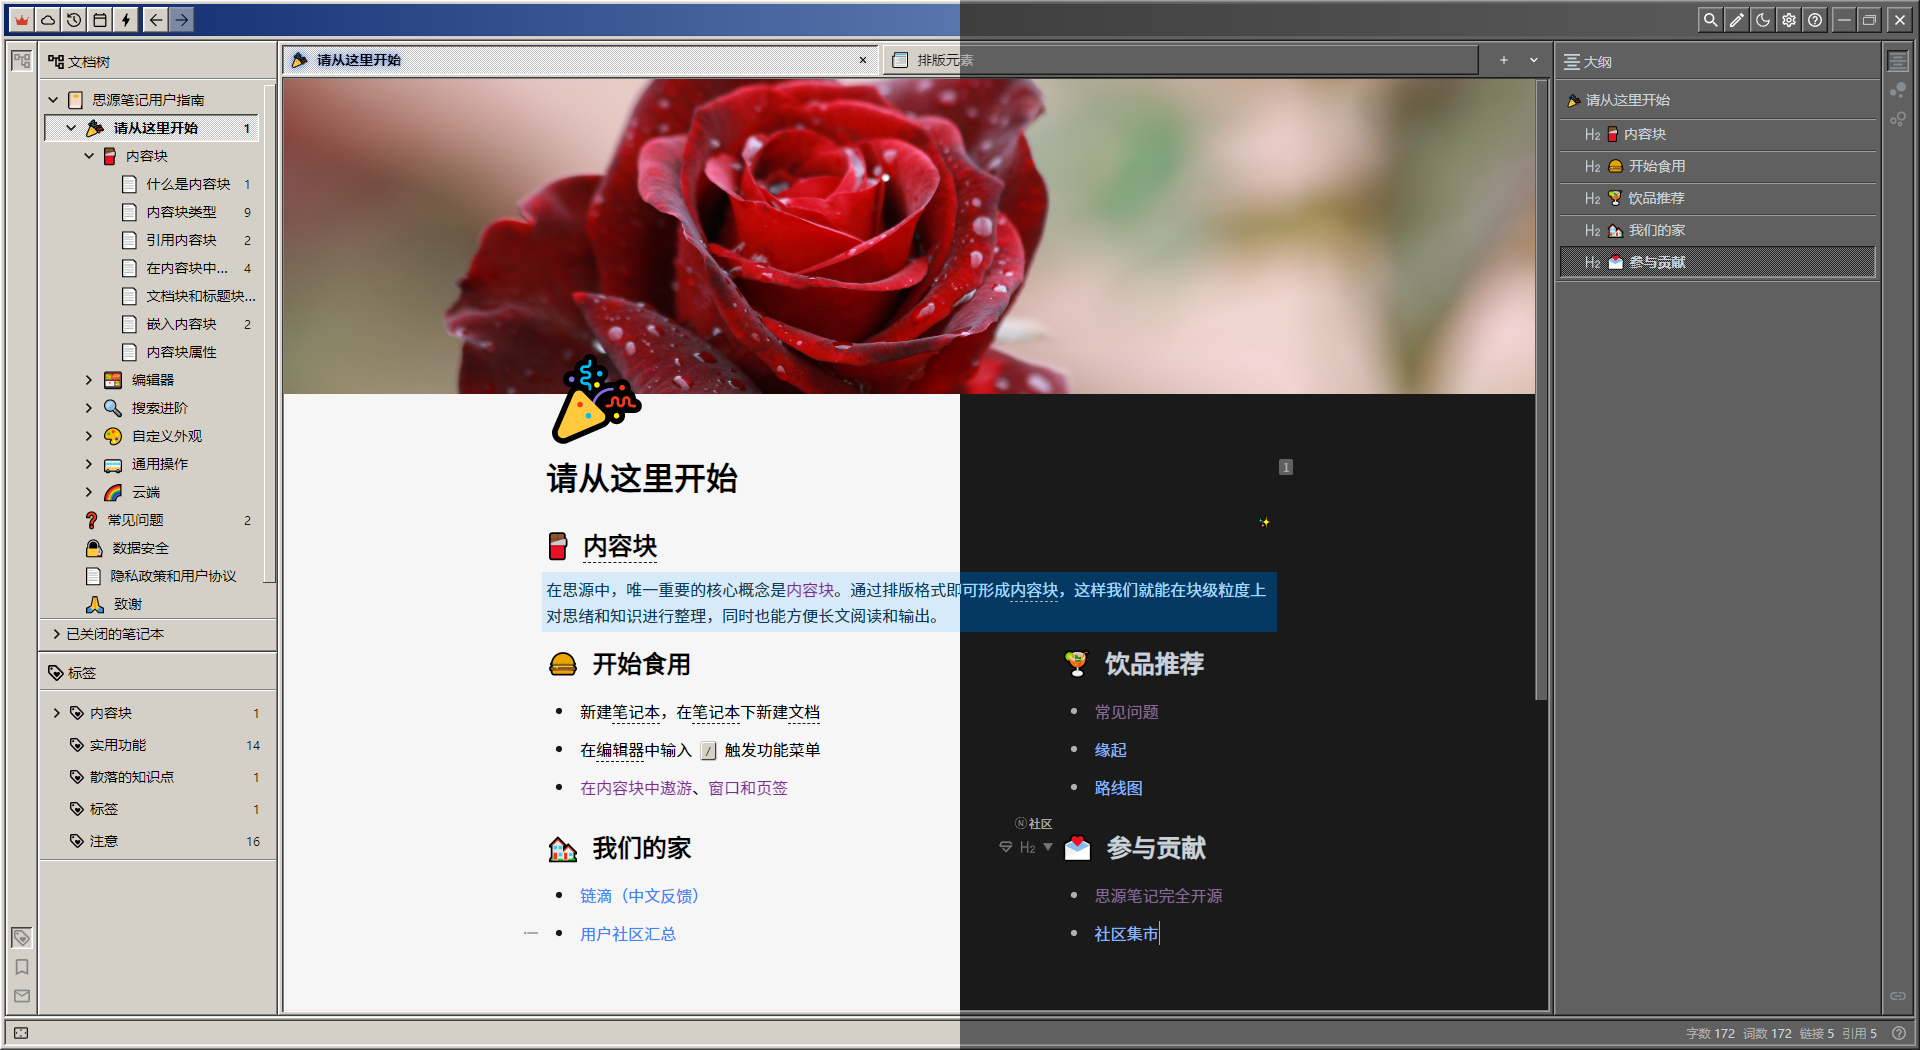 文档树
思源笔记用户指南
请从这里开始 1
内容块
什么是内容块 1
内容块类型 9
引用内容块 2
在内容块中... 4
文档块和标题块...
嵌入内容块 2
内容块属性
编辑器
搜索进阶
自定义外观
通用操作
云端
常见问题 2
数据安全
隐私政策和用户协议
致谢
已关闭的笔记本
标签
内容块 1
实用功能 14
散落的知识点 1
标签 1
注意 16
请从这里开始
排版元素
请从这里开始
1
内容块
在思源中，唯一重要的核心概念是内容块。通过排版格式即可形成内容块，这样我们就能在块级粒度上
对思绪和知识进行整理，同时也能方便长文阅读和输出。
开始食用
新建笔记本，在笔记本下新建文档
在编辑器中输入 / 触发功能菜单
在内容块中遨游、窗口和页签
饮品推荐
常见问题
缘起
路线图
我们的家
链滴（中文反馈）
用户社区汇总
N社区
H2
参与贡献
思源笔记完全开源
社区集市
大纲
请从这里开始
H2 内容块
H2 开始食用
H2 饮品推荐
H2 我们的家
H2 参与贡献
字数 172 词数 172 链接 5 引用 5